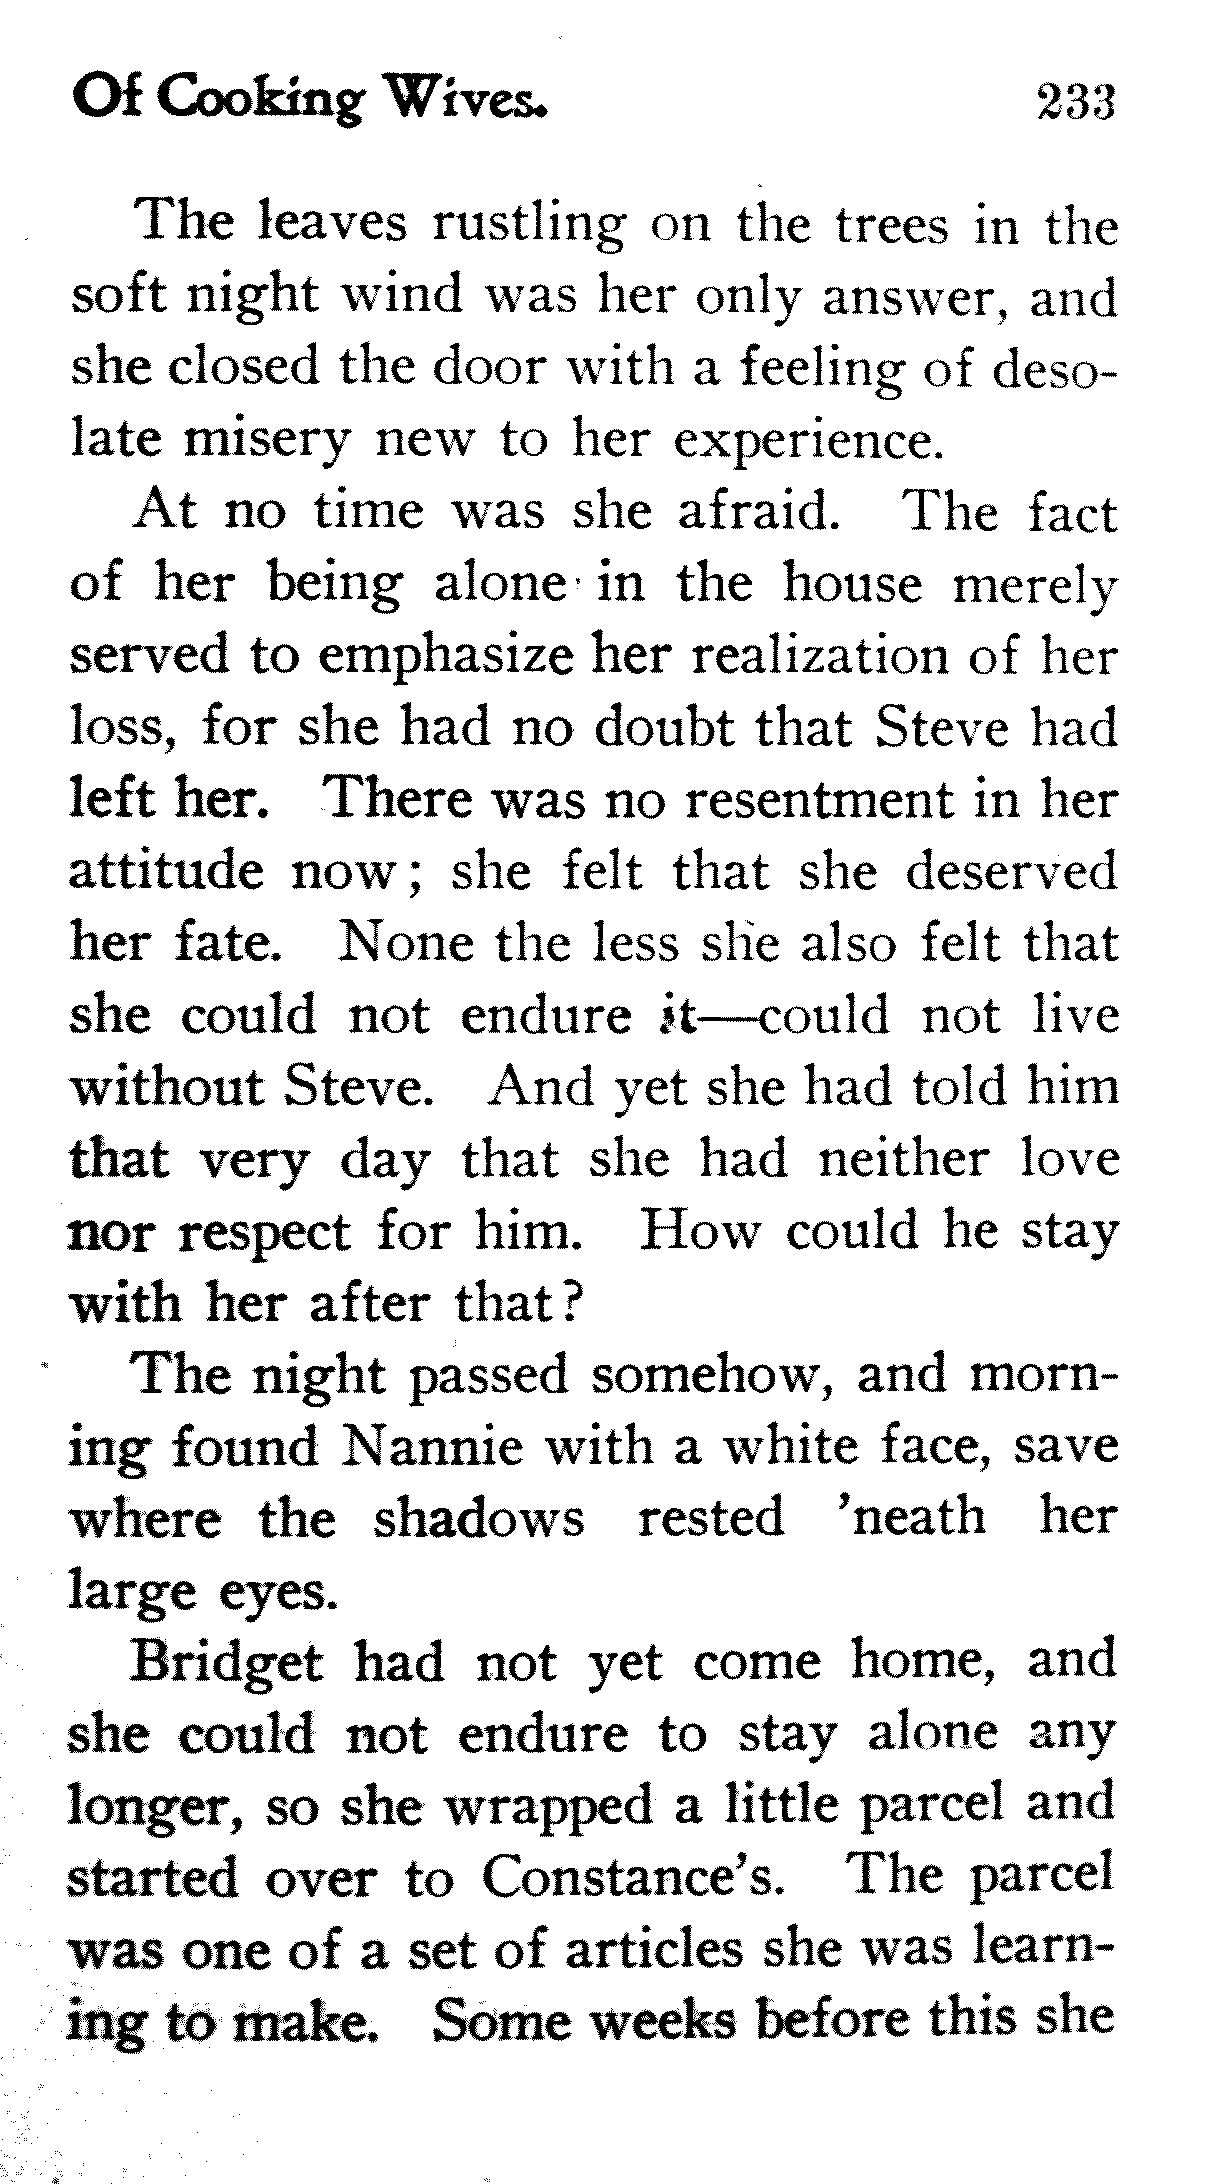 Of Cooking Wives. 233
The leaves rustling on the trees in the
soft night wind was her only answer, and
she closed the door with a feeling of deso-
late misery new to her experience.
At no time was she afraid. The fact
of her being alone in the house merely
served to emphasize her realization of her
loss, for she had no doubt that Steve had
left her. There was no resentment in her
attitude now; she felt that she deserved
her fate. None the less she also felt that
she could not endure it—could not live
without Steve. And yet she had told him
that very day that she had neither love
nor respect for him. How could he stay
with her after that?
The night passed somehow, and morn-
ing found Nannie with a white face, save
where the shadows rested ’neath her
large eyes.
Bridget had not yet come home, and
she could not endure to stay alone any
longer, so she wrapped a little parcel and
started over to Constance’s. The parcel
was one of a set of articles she was learn-
ing to make. Some weeks before this she